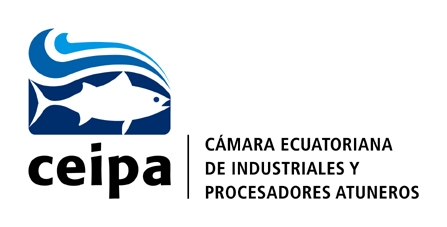 ceipa
CÁMARA ECUATORIANA
DE INDUSTRIALES Y
PROCESADORES ATUNEROS